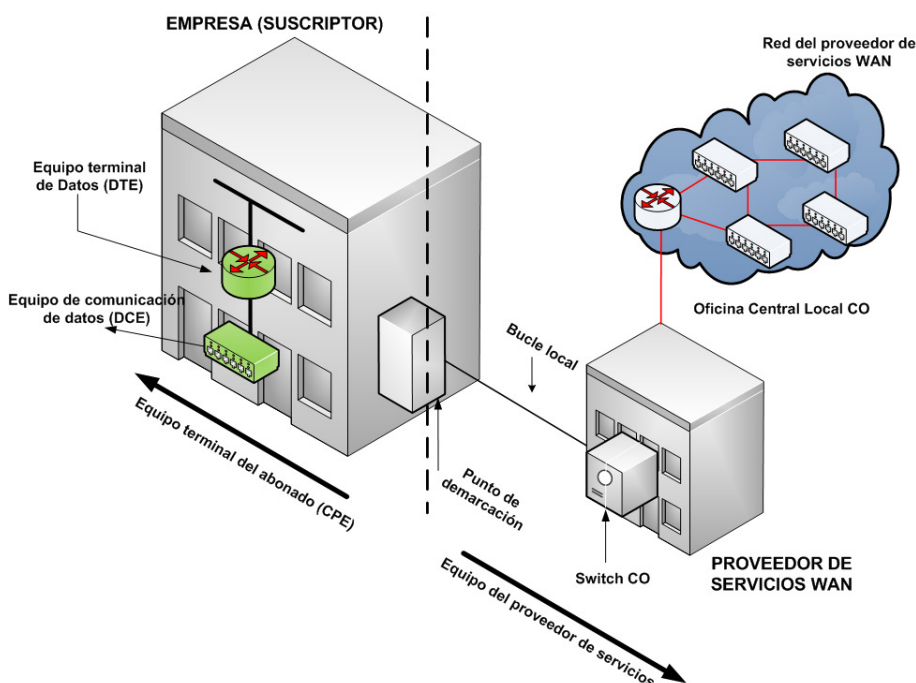 EMPRESA (SUSCRIPTOR)
Red del proveedor de
servicios WAN
Equipo terminal
de Datos (DTE)
Equipo de comunicación
de datos (DCE)
Oficina Central Local CO
Bucle local
Equipo terminal del abonado (CPE)
Punto de
demarcación
Switch CO
PROVEEDOR DE
SERVICIOS WAN
Equipo del proveedor de servicios